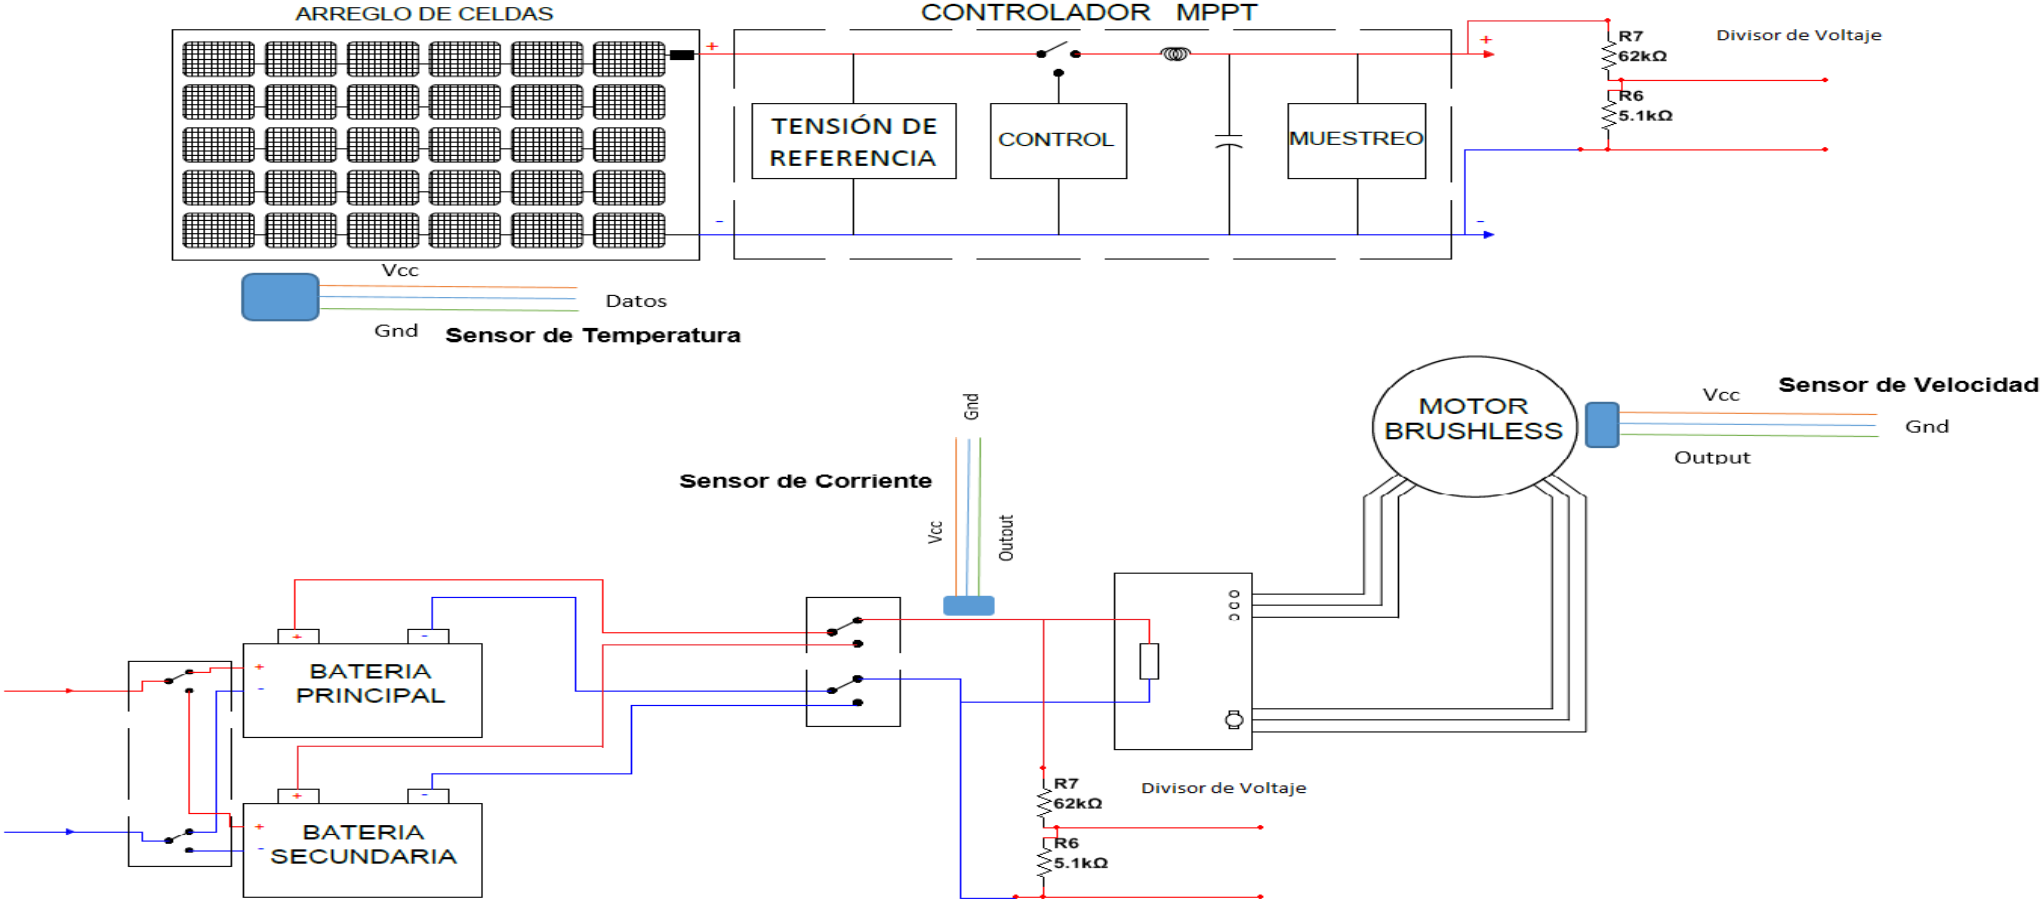 ARREGLO DE CELDAS
CONTROLADOR MPPT
+
+
R7
62kΩ
Divisor de Voltaje
R6
5.1kΩ
TENSIÓN DE
REFERENCIA
CONTROL
MUESTREO
-
-
Vcc
Datos
Gnd
Sensor de Temperatura
MOTOR
BRUSHLESS
Vcc
Sensor de Velocidad
Gnd
Output
Gnd
Sensor de Corriente
Vcc
Output
+
-
+
-
BATERIA
PRINCIPAL
+
-
+
-
BATERIA
SECUNDARIA
R7
62kΩ
Divisor de Voltaje
R6
5.1kΩ